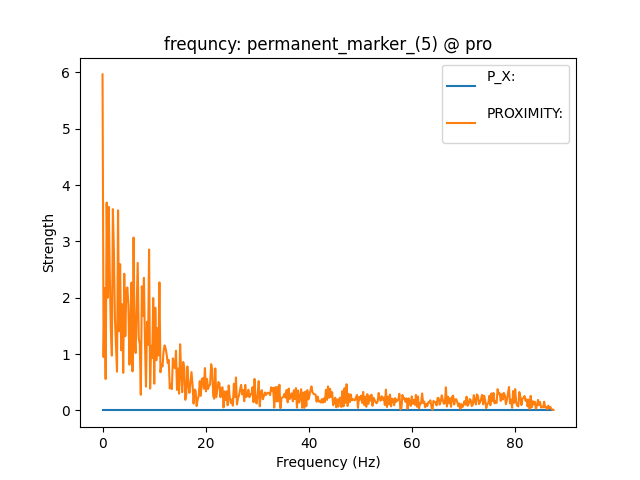 frequncy: permanent_marker_(5) @ pro
P_X:
PROXIMITY:
Strength
6
5
4
3
2
1
0
0 20 40 60 80
Frequency (Hz)